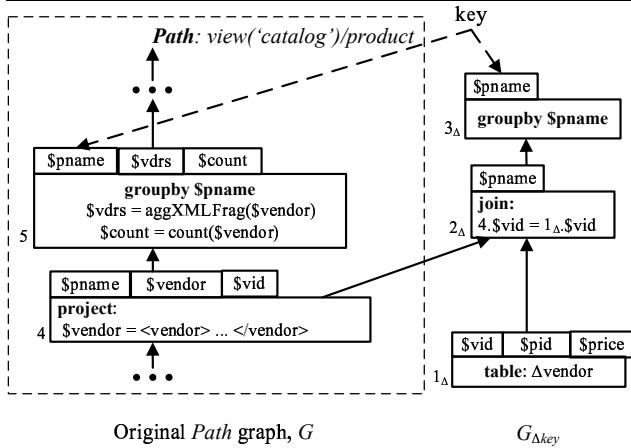 key
Path: view(‘catalog’)/product
• • •
$pname
groupby $pname
3Δ
$pname $vdrs $count
groupby $pname
$vdrs = aggXMLFrag($vendor)
$count = count($vendor)
5
$pname
join:
4.$vid = 1Δ.$vid
2Δ
$pname $vendor $vid
project:
$vendor = <vendor> ... </vendor>
4
• • •
$vid $pid $price
table: Δvendor
1Δ
Original Path graph, G
GΔkey